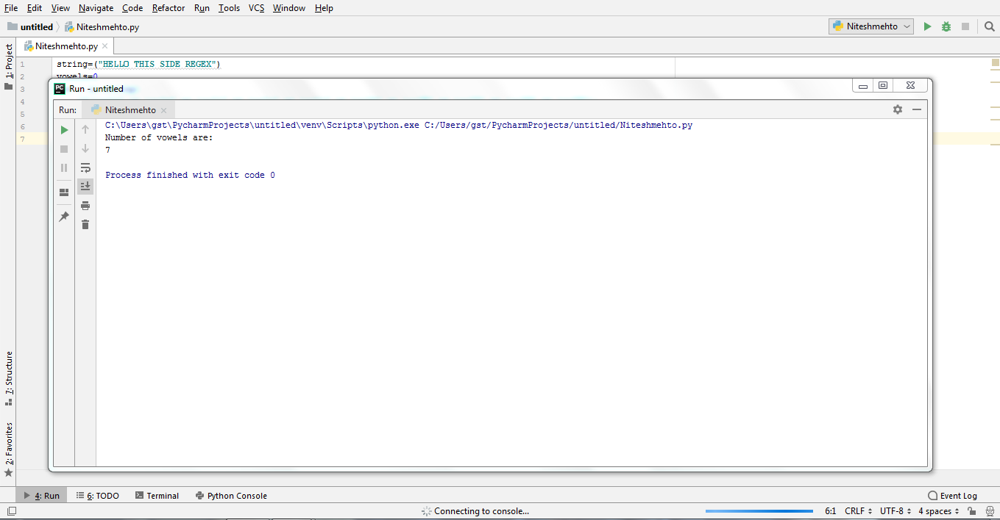 File Edit View Navigate Code Refactor Run Tools VCS Window Help
untitled Niteshmehto.py Niteshmehto
1: Project
Niteshmehto.py
1 string=("HELLO THIS SIDE REGEX")
2 vowels=0
3
4
5
6
7
PC Run - untitled
Run: Niteshmehto
C:\Users\gst\PycharmProjects\untitled\venv\Scripts\python.exe C:/Users/gst/PycharmProjects/untitled/Niteshmehto.py
Number of vowels are:
7
Process finished with exit code 0
7: Structure
2: Favorites
4: Run 6: TODO Terminal Python Console Event Log
Connecting to console... 6:1 CRLF UTF-8 4 spaces